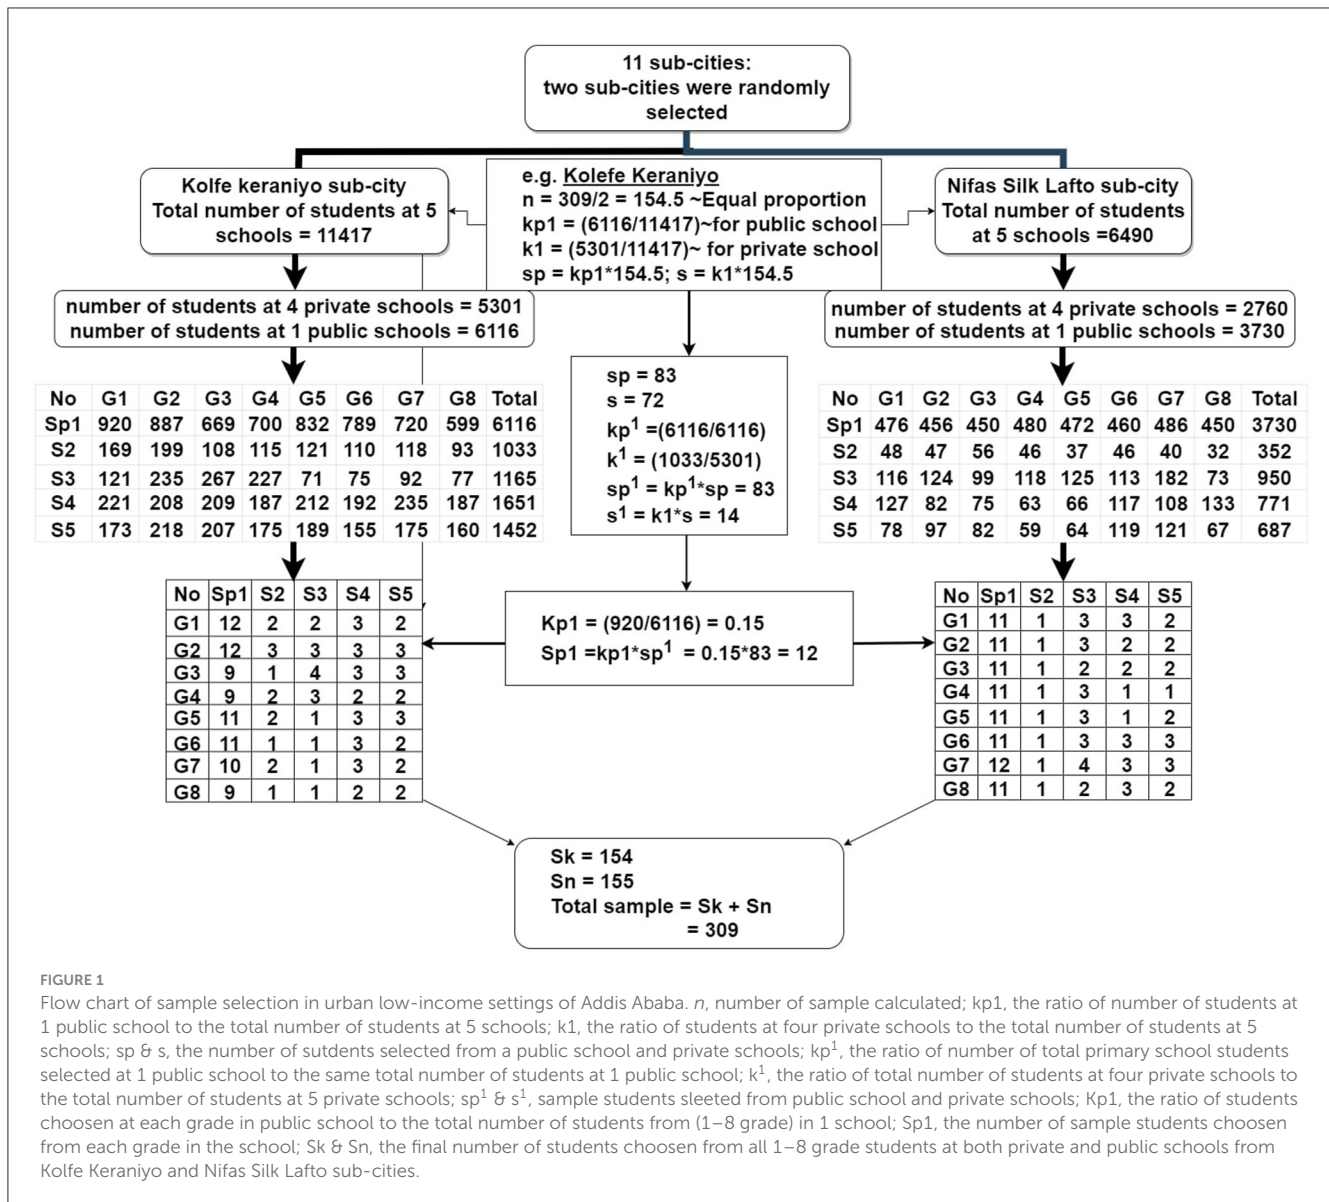 11 sub-cities:
two sub-cities were randomly
selected
Kolfe keraniyo sub-city
Total number of students at 5
schools = 11417
e.g. Kolefe Keraniyo
n = 309/2 = 154.5 ~Equal proportion
kp1 = (6116/11417)~for public school
k1 = (5301/11417)~ for private school
sp = kp1*154.5; s = k1*154.5
Nifas Silk Lafto sub-city
Total number of students
at 5 schools =6490
number of students at 4 private schools = 5301
number of students at 1 public schools = 6116
number of students at 4 private schools = 2760
number of students at 1 public schools = 3730
No G1 G2 G3 G4 G5 G6 G7 G8 Total
Sp1 920 887 669 700 832 789 720 599 6116
S2 169 199 108 115 121 110 118 93 1033
S3 121 235 267 227 71 75 92 77 1165
S4 221 208 209 187 212 192 235 187 1651
S5 173 218 207 175 189 155 175 160 1452
sp = 83
s = 72
kp¹ =(6116/6116)
k¹ = (1033/5301)
sp¹ = kp¹*sp = 83
s¹ = k1*s = 14
No G1 G2 G3 G4 G5 G6 G7 G8 Total
Sp1 476 456 450 480 472 460 486 450 3730
S2 48 47 56 46 37 46 40 32 352
S3 116 124 99 118 125 113 182 73 950
S4 127 82 75 63 66 117 108 133 771
S5 78 97 82 59 64 119 121 67 687
No Sp1 S2 S3 S4 S5
G1 12 2 2 3 2
G2 12 3 3 3 3
G3 9 1 4 3 3
G4 9 2 3 2 2
G5 11 2 1 3 3
G6 11 1 1 3 2
G7 10 2 1 3 2
G8 9 1 1 2 2
Kp1 = (920/6116) = 0.15
Sp1 =kp1*sp¹ = 0.15*83 = 12
No Sp1 S2 S3 S4 S5
G1 11 1 3 3 2
G2 11 1 3 2 2
G3 11 1 2 2 2
G4 11 1 3 1 1
G5 11 1 3 1 2
G6 11 1 3 3 3
G7 12 1 4 3 3
G8 11 1 2 3 2
Sk = 154
Sn = 155
Total sample = Sk + Sn
= 309
FIGURE 1
Flow chart of sample selection in urban low-income settings of Addis Ababa. n, number of sample calculated; kp1, the ratio of number of students at
1 public school to the total number of students at 5 schools; k1, the ratio of students at four private schools to the total number of students at 5
schools; sp & s, the number of sutdents selected from a public school and private schools; kp¹, the ratio of number of total primary school students
selected at 1 public school to the same total number of students at 1 public school; k¹, the ratio of total number of students at four private schools to
the total number of students at 5 private schools; sp¹ & s¹, sample students sleeted from public school and private schools; Kp1, the ratio of students
choosen at each grade in public school to the total number of students from (1–8 grade) in 1 school; Sp1, the number of sample students choosen
from each grade in the school; Sk & Sn, the final number of students choosen from all 1–8 grade students at both private and public schools from
Kolfe Keraniyo and Nifas Silk Lafto sub-cities.